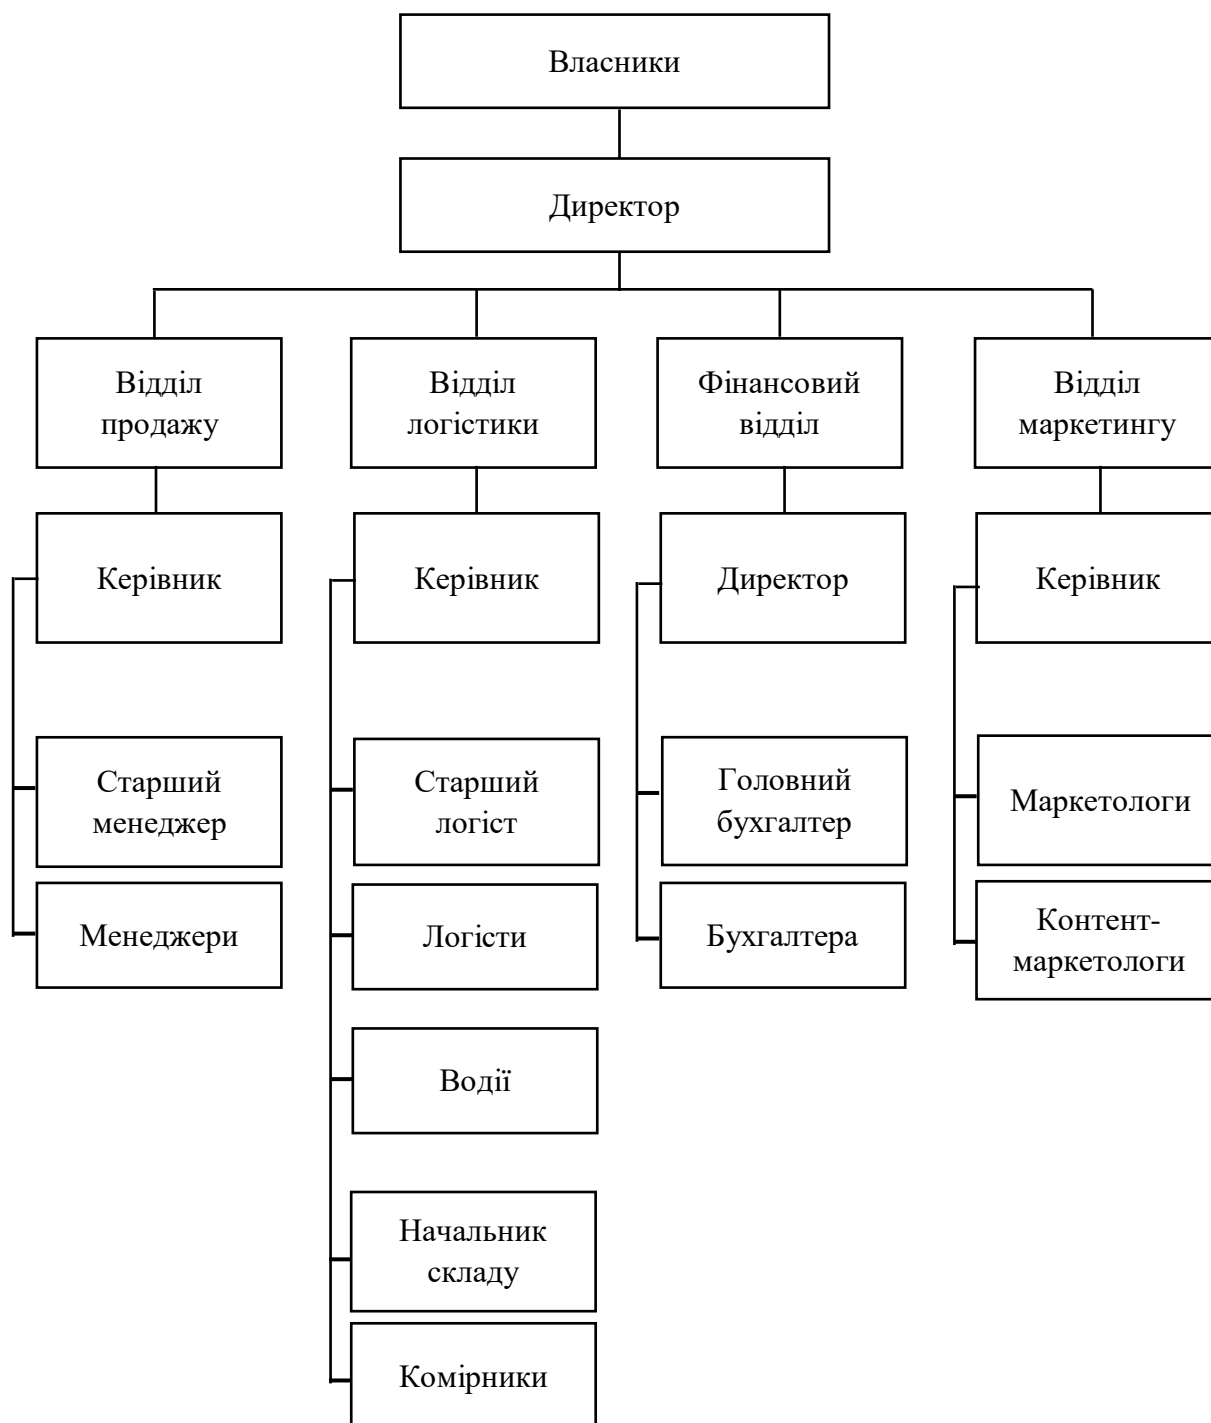 Власники
Директор
Відділ
продажу
Відділ
логістики
Фінансовий
відділ
Відділ
маркетингу
Керівник
Керівник
Директор
Керівник
Старший
менеджер
Старший
логіст
Головний
бухгалтер
Маркетологи
Менеджери
Логісти
Бухгалтера
Контент-
маркетологи
Водії
Начальник
складу
Комірники